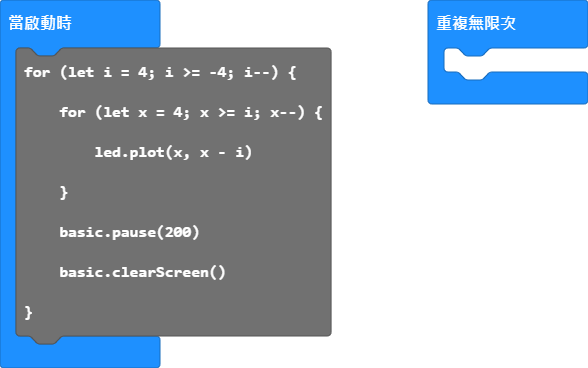 當啟動時
for (let i = 4; i >= -4; i--) {
for (let x = 4; x >= i; x--) {
led.plot(x, x - i)
}
basic.pause(200)
basic.clearScreen()
}
重複無限次